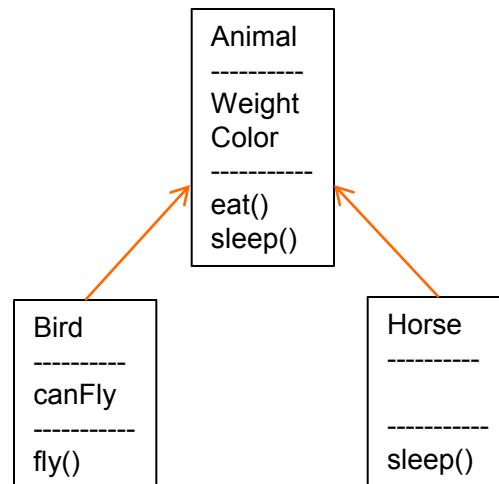 Animal
----------
Weight
Color
-----------
eat()
sleep()
Bird
----------
canFly
-----------
fly()
Horse
----------
-----------
sleep()